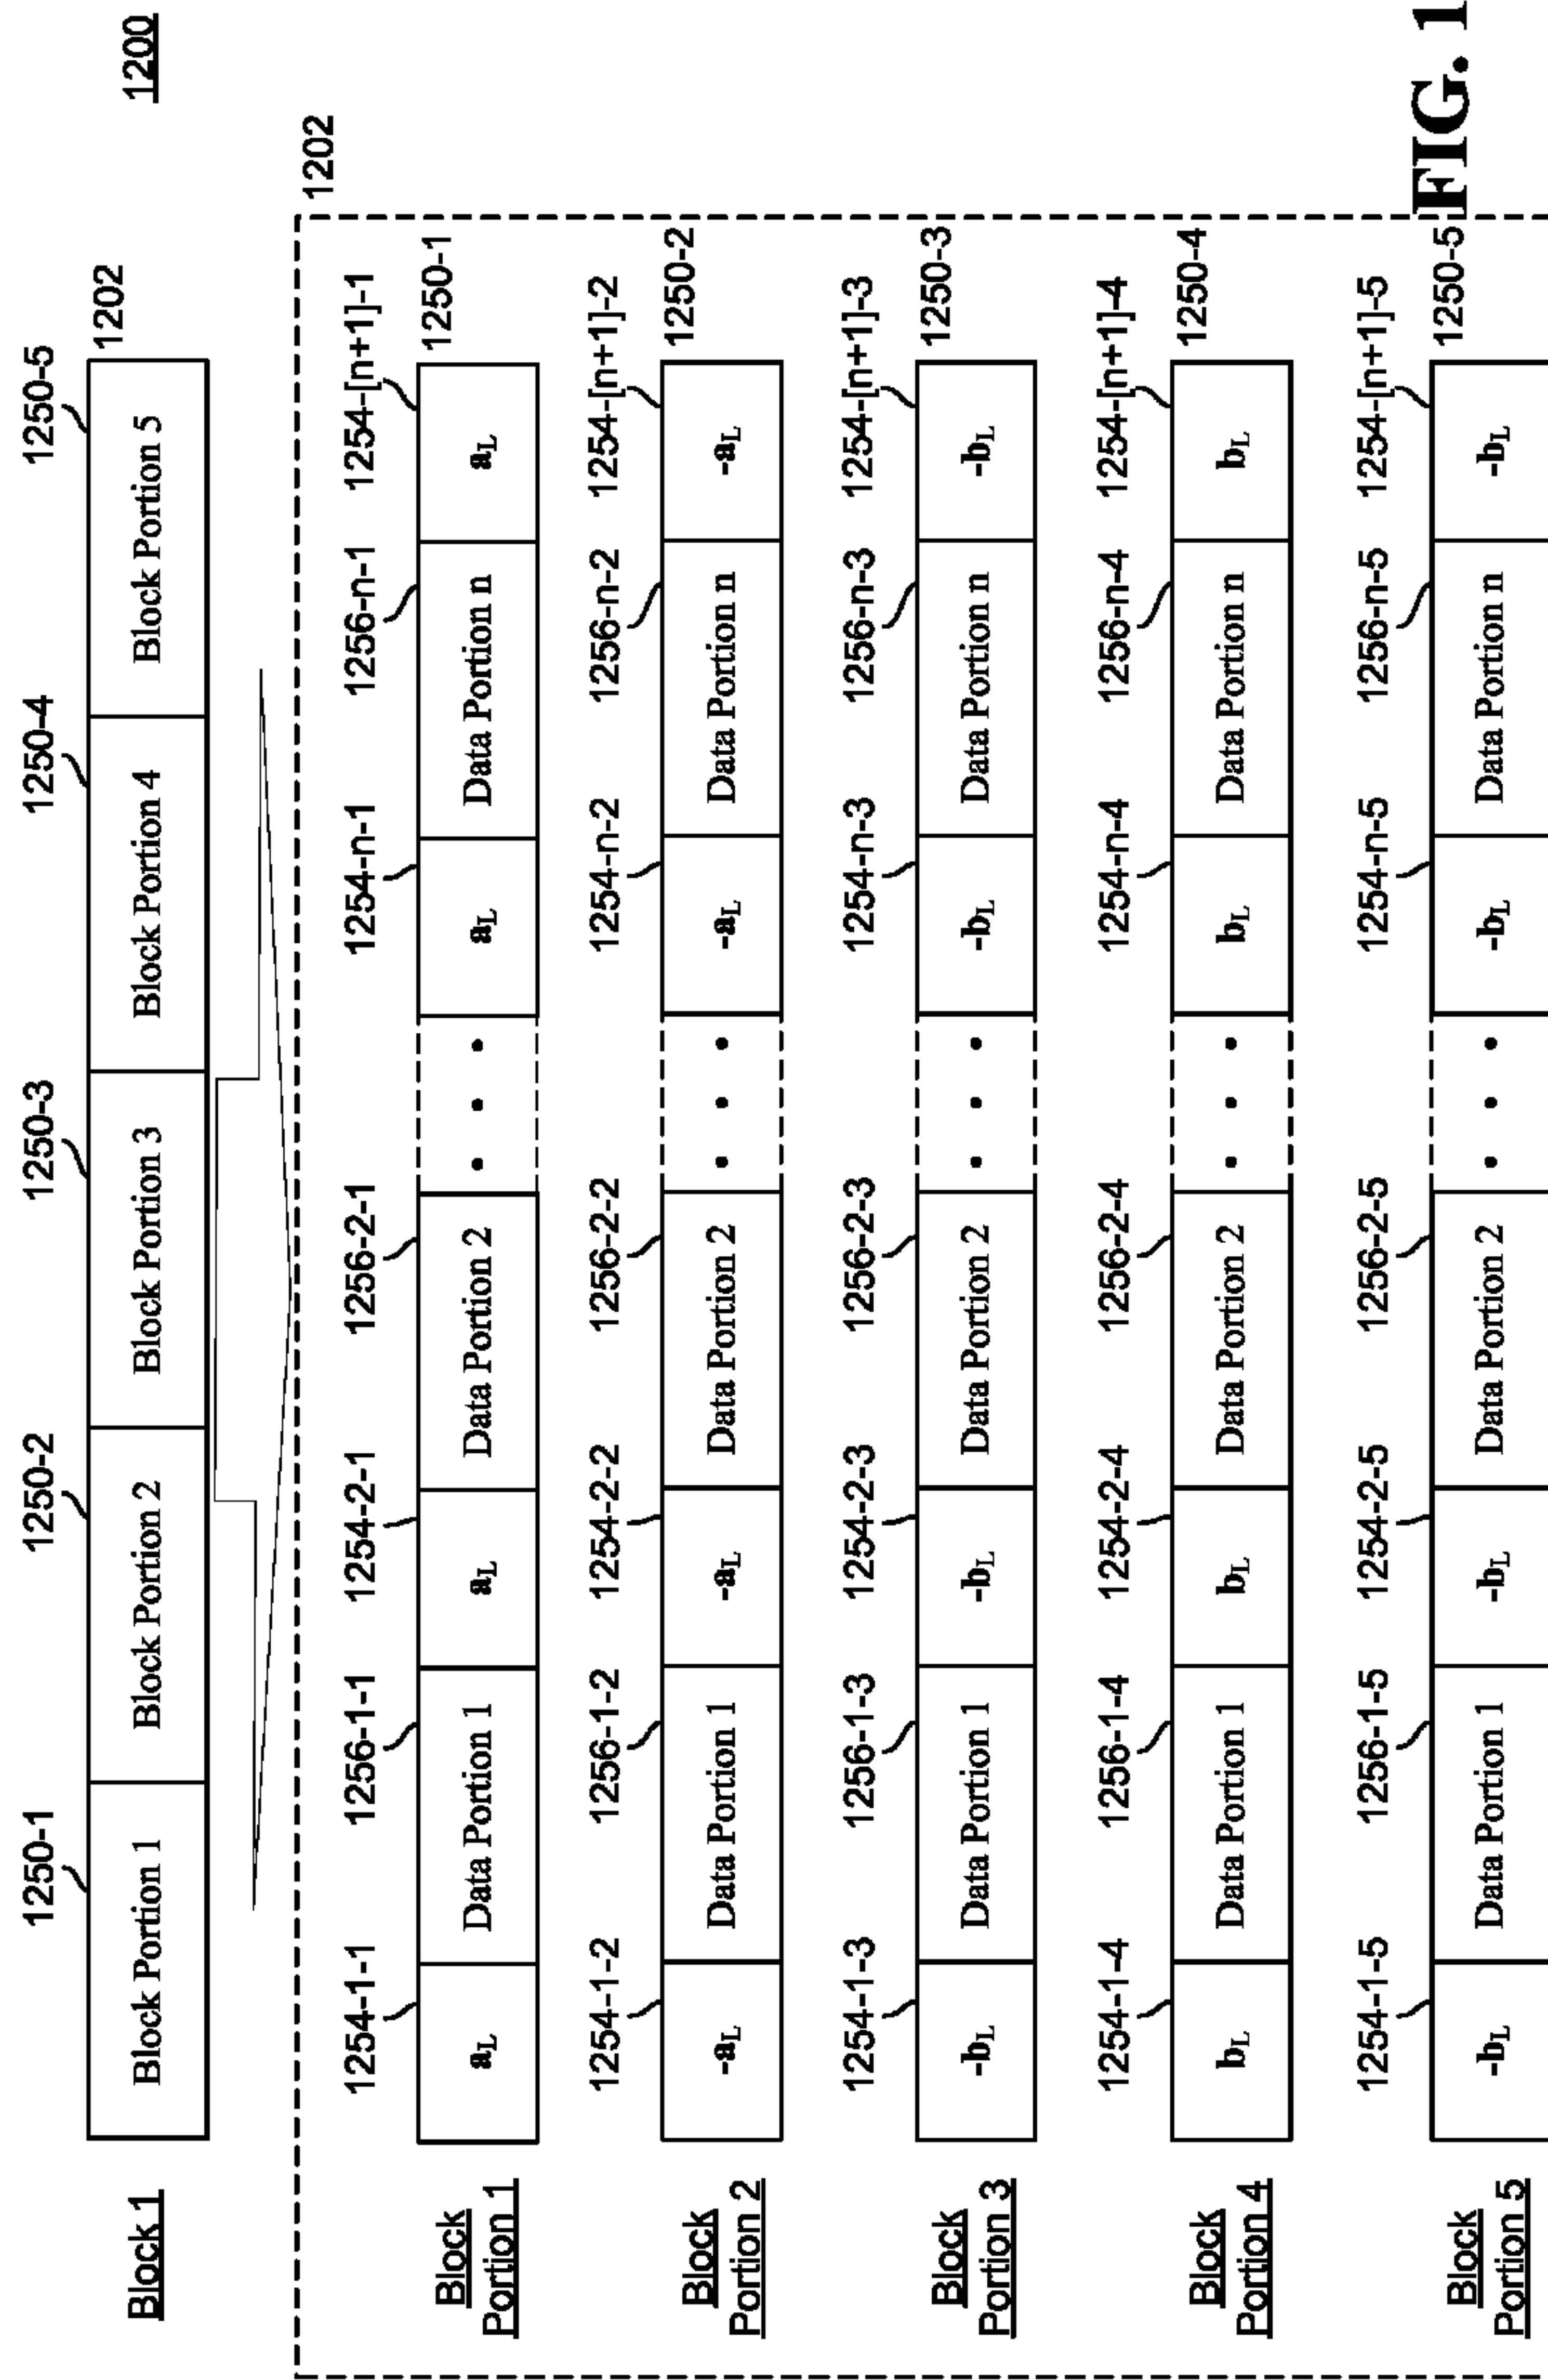 1200
1250-1 1250-2 1250-3 1250-4 1250-5
Block 1 Block Portion 1 Block Portion 2 Block Portion 3 Block Portion 4 Block Portion 5 1202
1202
1254-1-1 1256-1-1 1254-2-1 1256-2-1 1254-n-1 1256-n-1 1254-[n+1]-1
Block
Portion 1
aL Data Portion 1 aL Data Portion 2 • • • aL Data Portion n aL 1250-1
1254-1-2 1256-1-2 1254-2-2 1256-2-2 1254-n-2 1256-n-2 1254-[n+1]-2
Block
Portion 2
-aL Data Portion 1 -aL Data Portion 2 • • • -aL Data Portion n -aL 1250-2
1254-1-3 1256-1-3 1254-2-3 1256-2-3 1254-n-3 1256-n-3 1254-[n+1]-3
Block
Portion 3
-bL Data Portion 1 -bL Data Portion 2 • • • -bL Data Portion n -bL 1250-3
1254-1-4 1256-1-4 1254-2-4 1256-2-4 1254-n-4 1256-n-4 1254-[n+1]-4
Block
Portion 4
bL Data Portion 1 bL Data Portion 2 • • • bL Data Portion n bL 1250-4
1254-1-5 1256-1-5 1254-2-5 1256-2-5 1254-n-5 1256-n-5 1254-[n+1]-5
Block
Portion 5
-bL Data Portion 1 -bL Data Portion 2 • • • -bL Data Portion n -bL 1250-5
FIG. 1